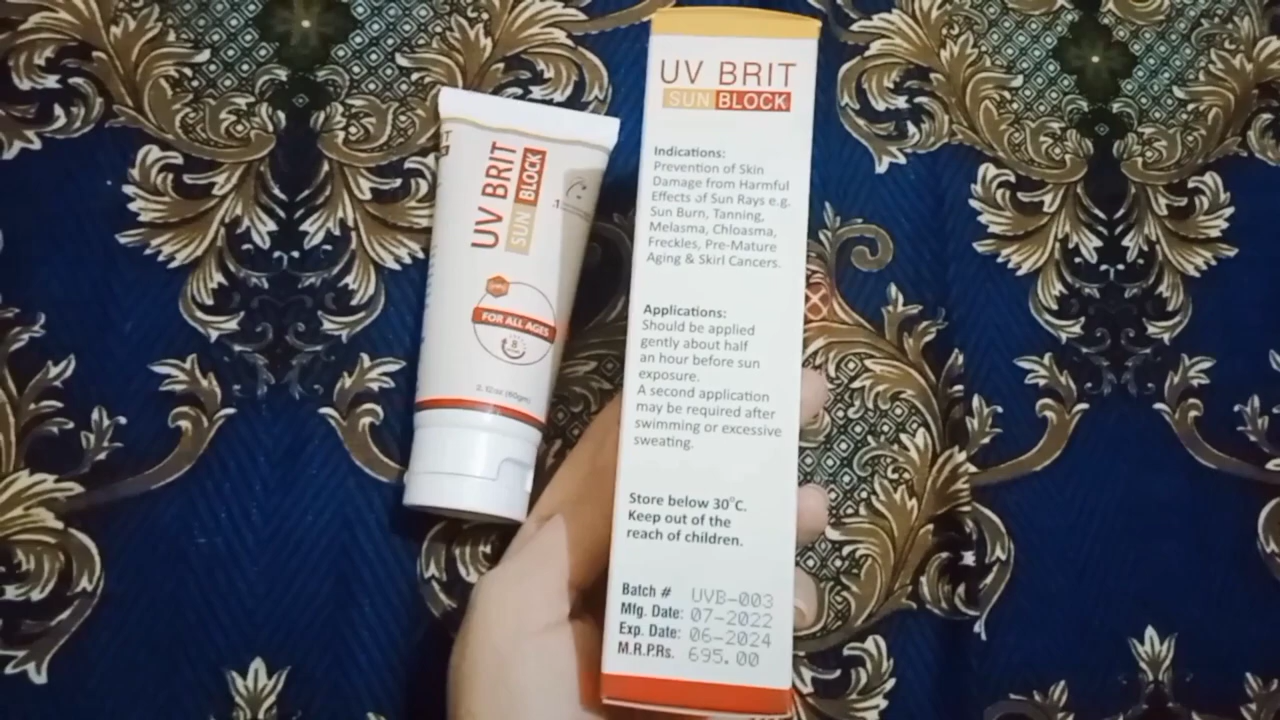 UV BRIT
SUN BLOCK
FOR ALL AGES
8
2.12oz (60gm)
UV BRIT
SUN BLOCK
Indications:
Prevention of Skin
Damage from Harmful
Effects of Sun Rays e.g.
Sun Burn, Tanning,
Melasma, Chloasma,
Freckles, Pre-Mature
Aging & Skirl Cancers.
Applications:
Should be applied
gently about half
an hour before sun
exposure.
A second application
may be required after
swimming or excessive
sweating.
Store below 30°C.
Keep out of the
reach of children.
Batch # UVB-003
Mfg. Date: 07-2022
Exp. Date: 06-2024
M.R.P.Rs. 695.00